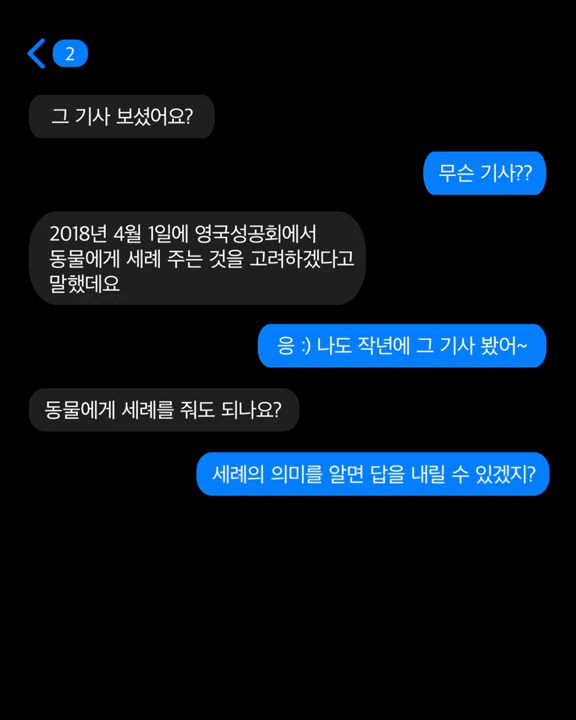 2
그 기사 보셨어요?
무슨 기사??
2018년 4월 1일에 영국성공회에서
동물에게 세례 주는 것을 고려하겠다고
말했데요
응 :) 나도 작년에 그 기사 봤어~
동물에게 세례를 줘도 되나요?
세례의 의미를 알면 답을 내릴 수 있겠지?